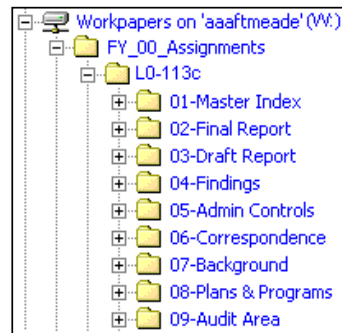 Workpapers on 'aaaftmeade' (W:)
FY_00_Assignments
L0-113c
01-Master Index
02-Final Report
03-Draft Report
04-Findings
05-Admin Controls
06-Correspondence
07-Background
08-Plans & Programs
09-Audit Area